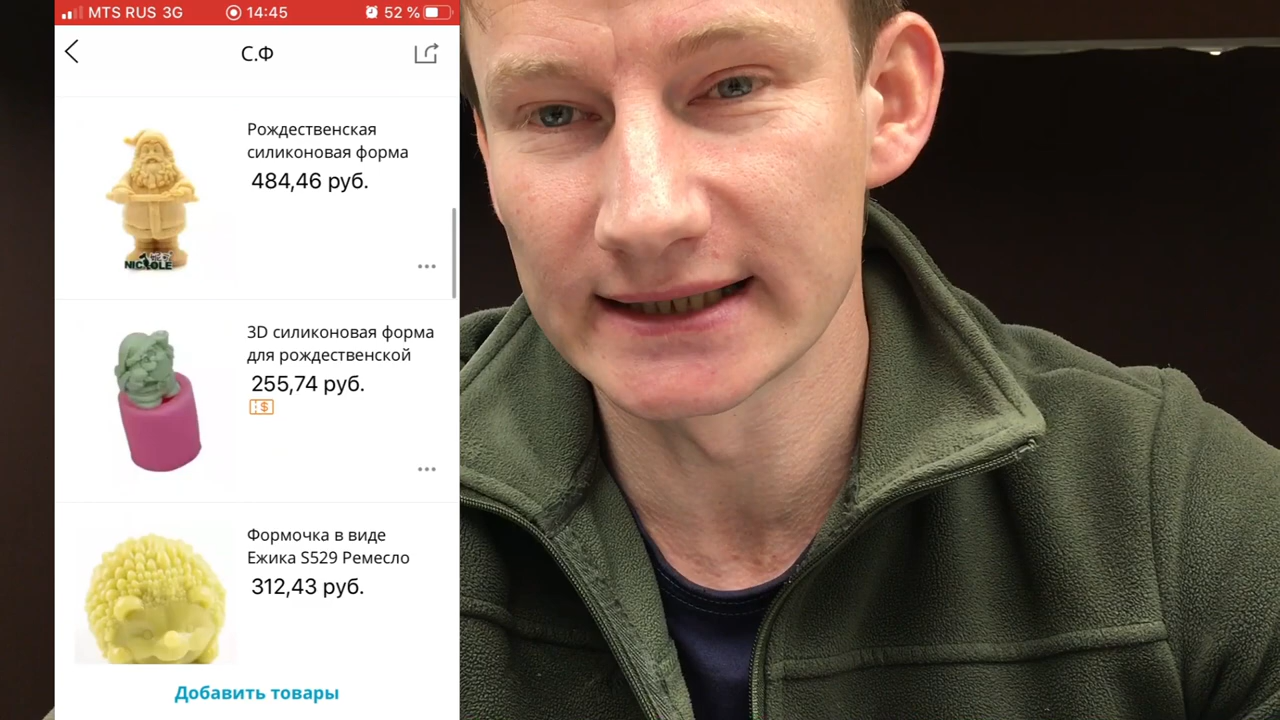 MTS RUS 3G 14:45 52 %
С.Ф
Рождественская
силиконовая форма
484,46 руб.
NICOLE
3D силиконовая форма
для рождественской
255,74 руб.
$
Формочка в виде
Ежика S529 Ремесло
312,43 руб.
Добавить товары